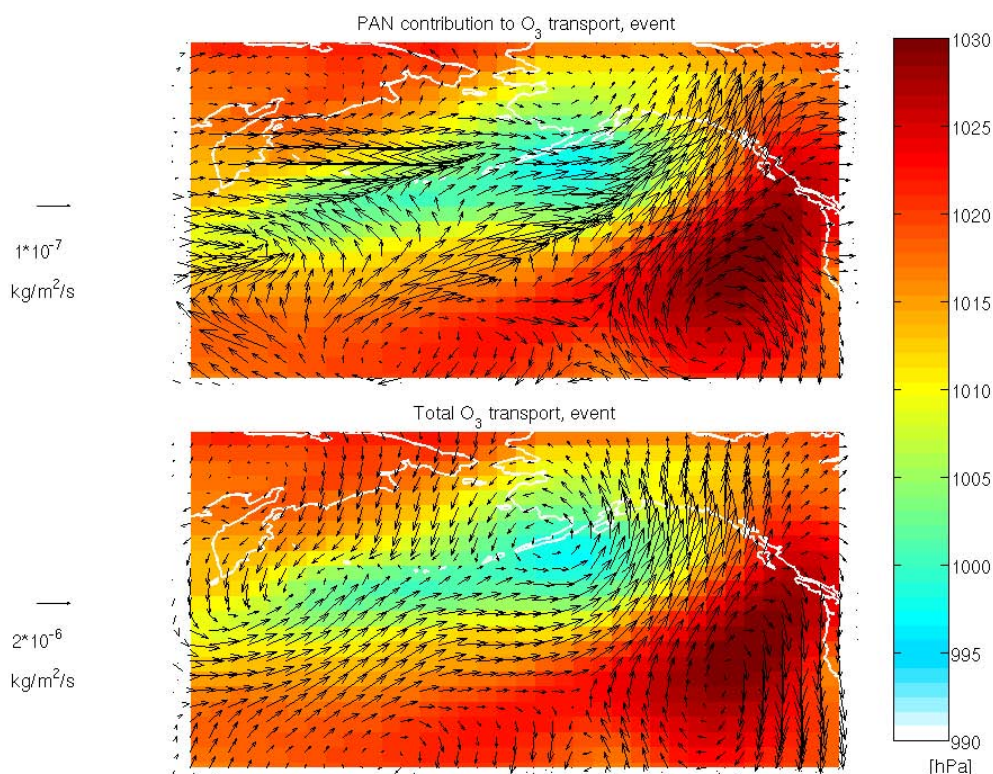 PAN contribution to O₃ transport, event
1*10⁻⁷
kg/m²/s
Total O₃ transport, event
2*10⁻⁶
kg/m²/s
1030
1025
1020
1015
1010
1005
1000
995
990
[hPa]